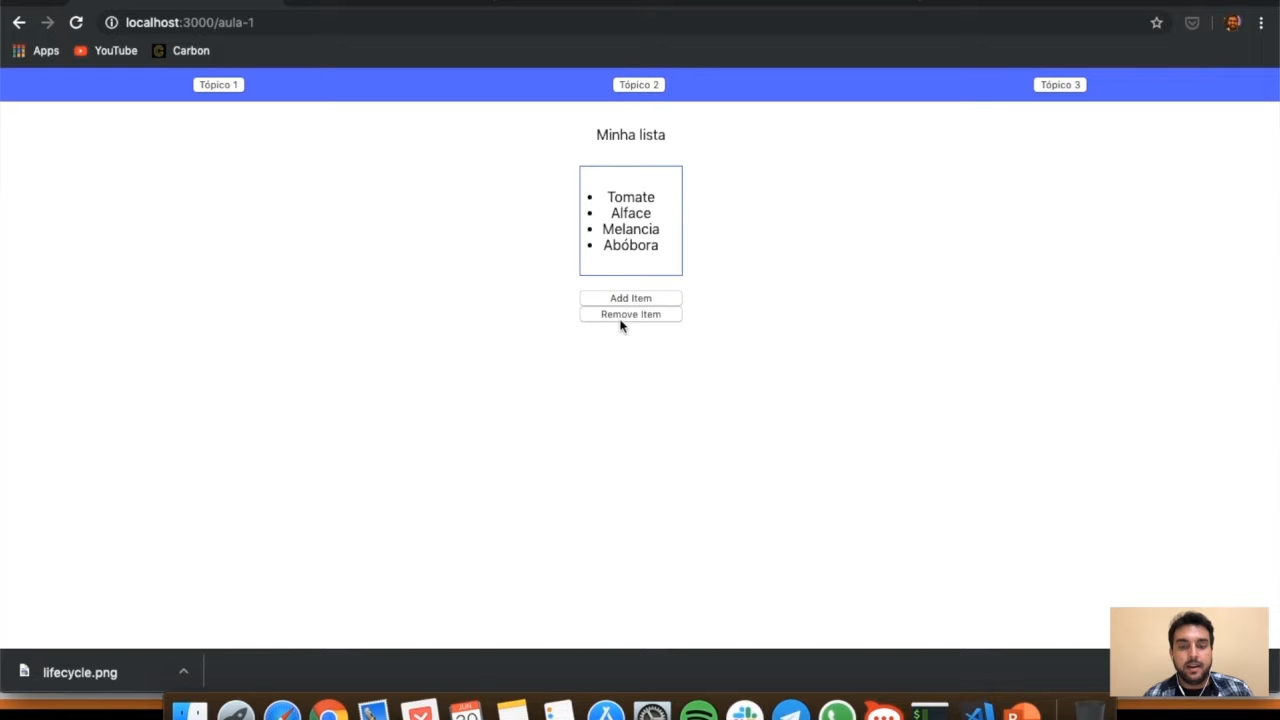 localhost:3000/aula-1
Apps YouTube Carbon
Tópico 1 Tópico 2 Tópico 3
Minha lista
• Tomate
• Alface
• Melancia
• Abóbora
Add Item
Remove Item
lifecycle.png
JUN